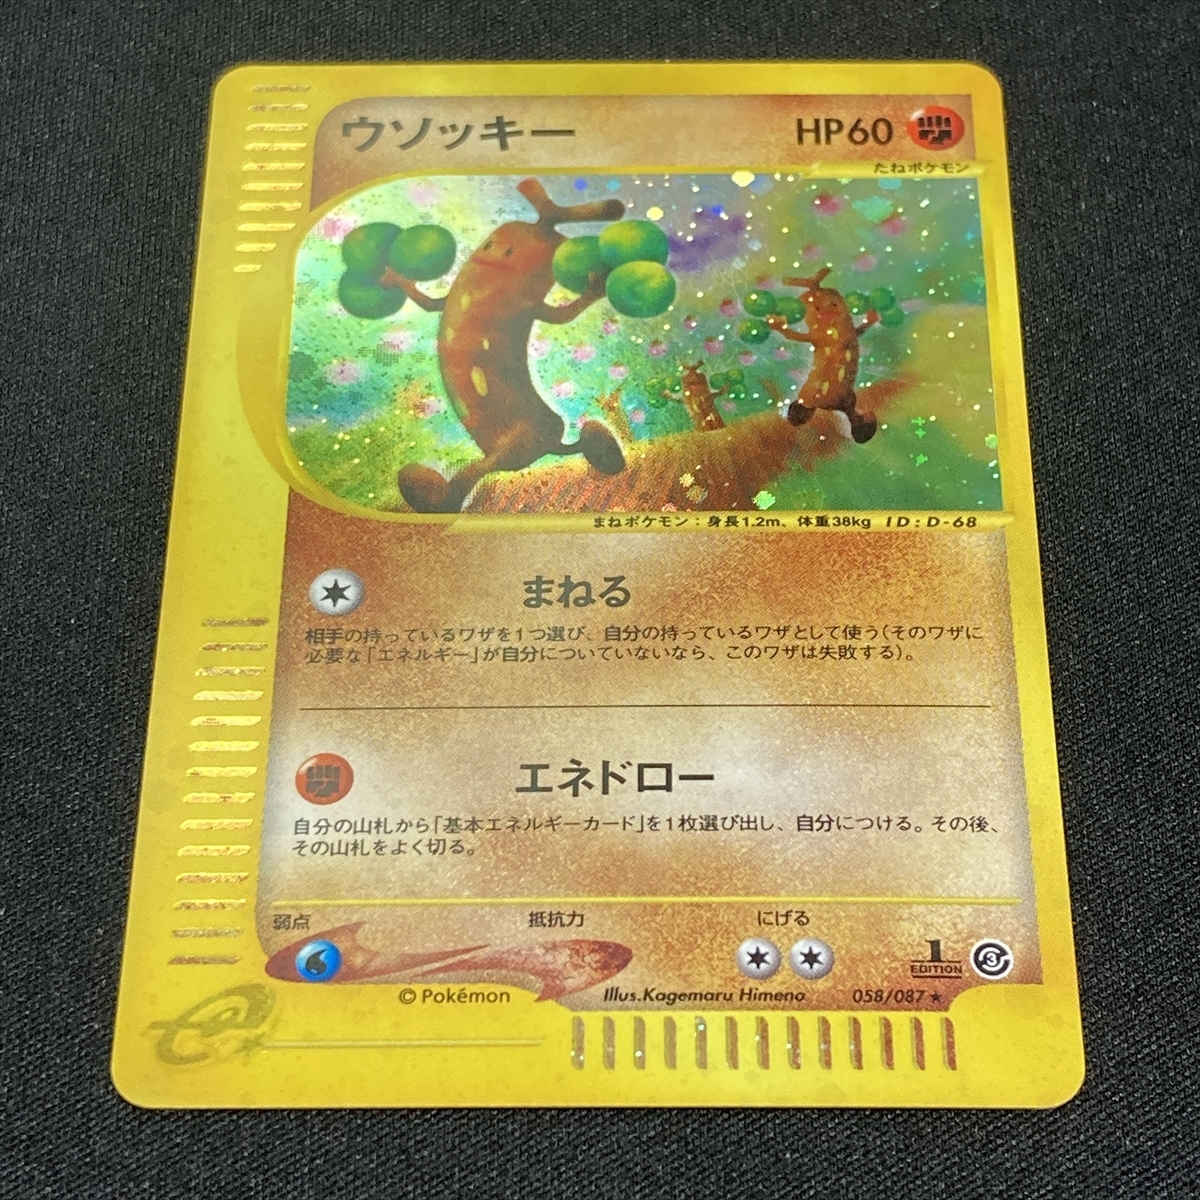 ウソッキー HP60
たねポケモン
まねポケモン：身長1.2m、体重38kg ID：D-68
まねる
相手の持っているワザを1つ選び、自分の持っているワザとして使う（そのワザに
必要な「エネルギー」が自分についていないなら、このワザは失敗する）。
エネドロー
自分の山札から「基本エネルギーカード」を1枚選び出し、自分につける。その後、
その山札をよく切る。
弱点 抵抗力 にげる
1 EDITION 3
© Pokémon Illus.Kagemaru Himeno 058/087 ★
e